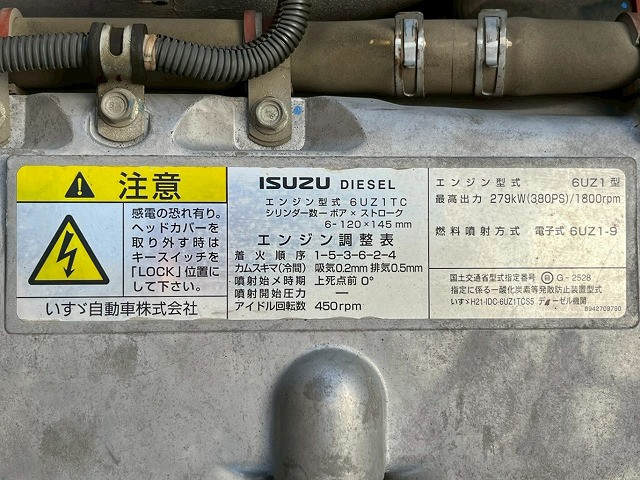 注意
感電の恐れ有り。
ヘッドカバーを
取り外す時は
キースイッチを
「LOCK」位置に
して下さい。
いすゞ自動車株式会社
ISUZU DIESEL
エンジン型式 6UZ1TC
シリンダー数ー ボア × ストローク
6-120×145mm
エンジン調整表
着火順序 1-5-3-6-2-4
カムスキマ(冷間) 吸気0.2mm 排気0.5mm
噴射始メ時期 上死点前 0°
噴射開始圧力 ー
アイドル回転数 450rpm
エンジン型式 6UZ1型
最高出力 279kW(380PS)/1800rpm
燃料噴射方式 電子式 6UZ1-9
国土交通省型式指定番号 G-2528
指定に係る一酸化炭素等発散防止装置型式
いすゞH21-IDC-6UZ1TCS5 ディーゼル機関
8942709760